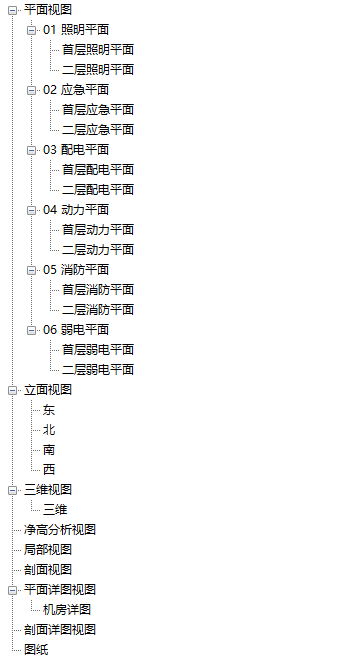 平面视图
01 照明平面
首层照明平面
二层照明平面
02 应急平面
首层应急平面
二层应急平面
03 配电平面
首层配电平面
二层配电平面
04 动力平面
首层动力平面
二层动力平面
05 消防平面
首层消防平面
二层消防平面
06 弱电平面
首层弱电平面
二层弱电平面
立面视图
东
北
南
西
三维视图
三维
净高分析视图
局部视图
剖面视图
平面详图视图
机房详图
剖面详图视图
图纸